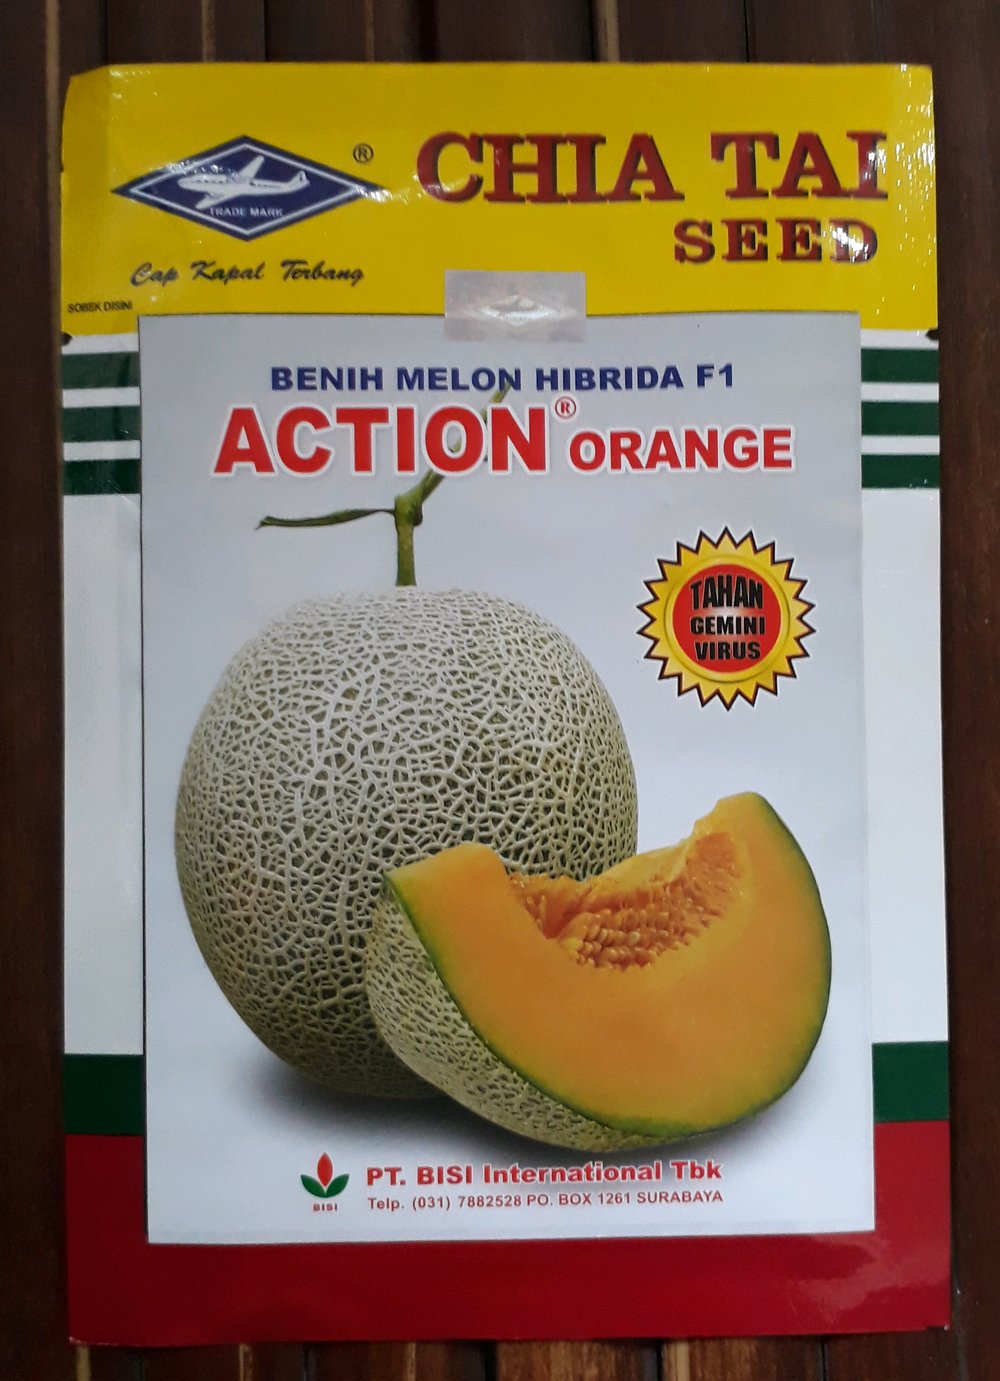 ®
CHIA TAI
SEED
TRADE MARK
Cap Kapal Terbang
SOBEK DISINI
BENIH MELON HIBRIDA F1
ACTION® ORANGE
TAHAN
GEMINI
VIRUS
BISI
PT. BISI International Tbk
Telp. (031) 7882528 PO. BOX 1261 SURABAYA